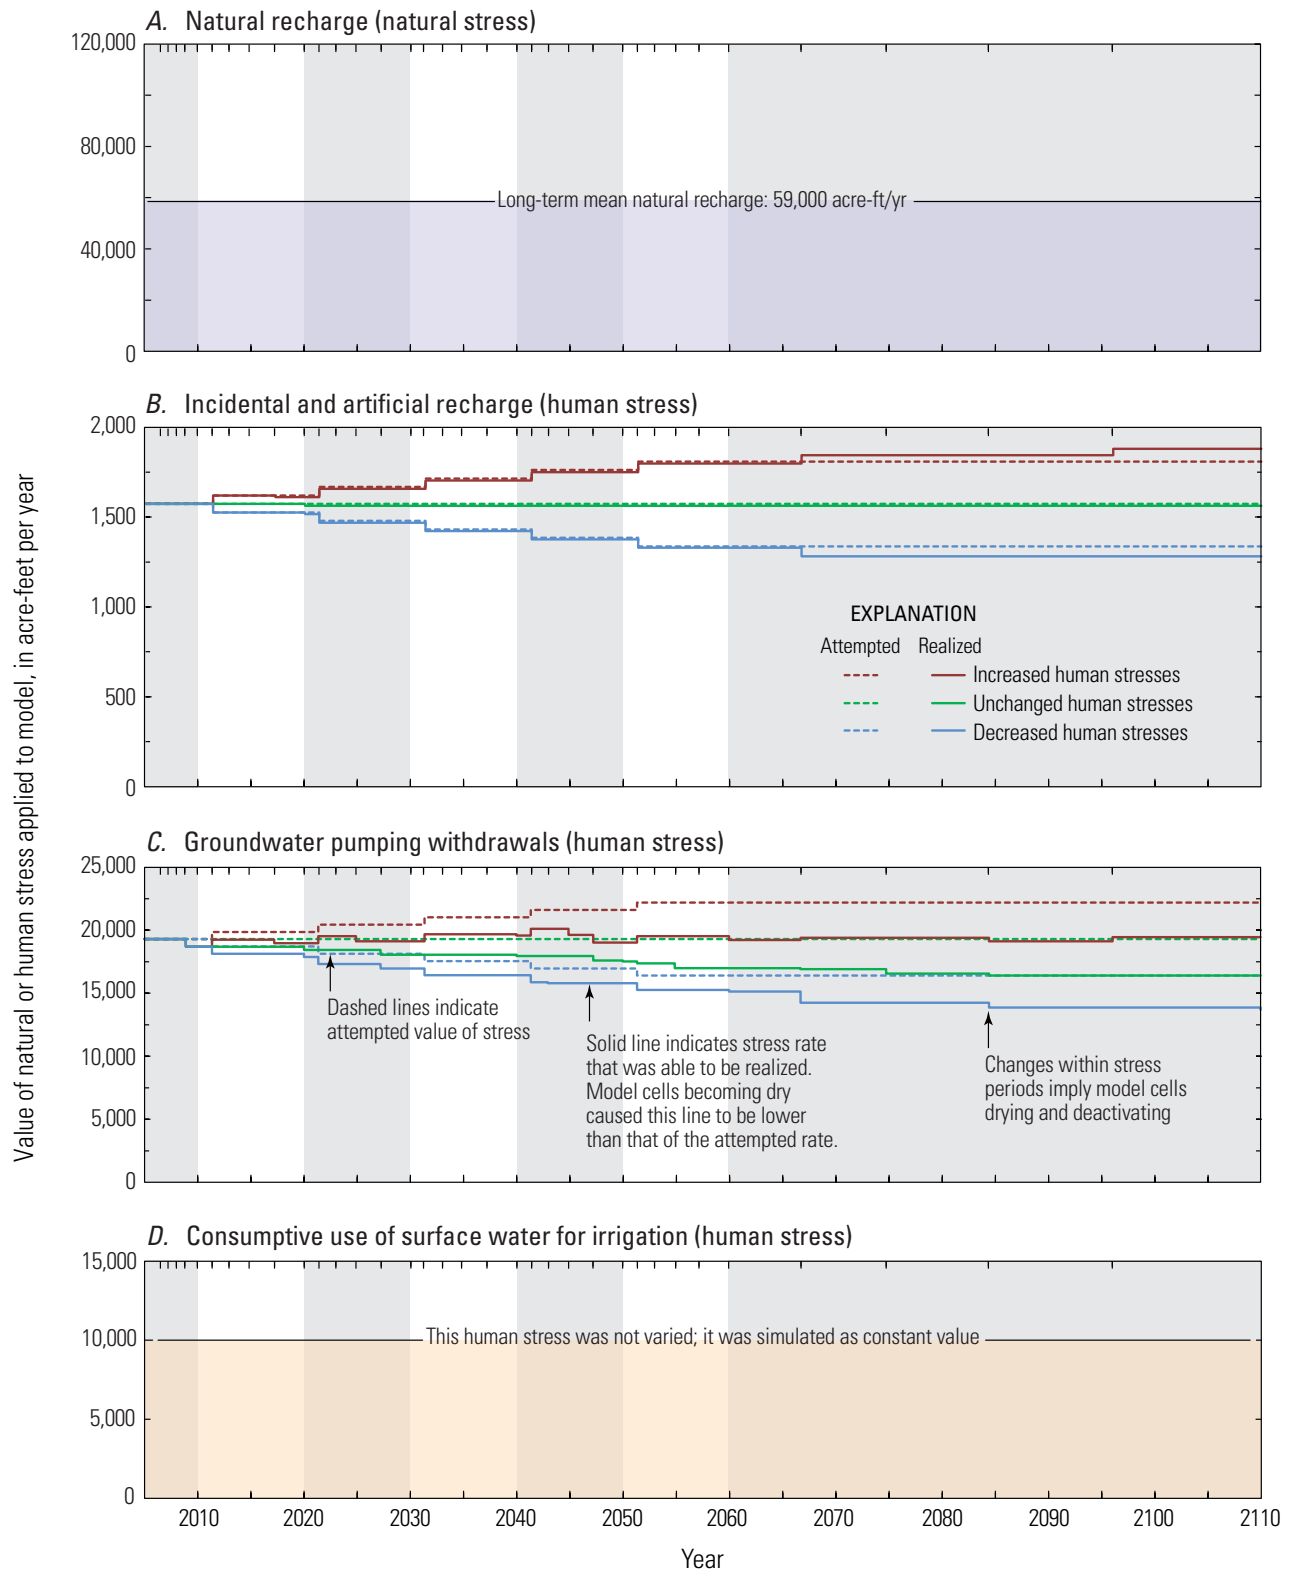 A. Natural recharge (natural stress)
120,000
80,000
40,000
0
Long-term mean natural recharge: 59,000 acre-ft/yr
B. Incidental and artificial recharge (human stress)
2,000
1,500
1,000
500
0
EXPLANATION
Attempted Realized
Increased human stresses
Unchanged human stresses
Decreased human stresses
Value of natural or human stress applied to model, in acre-feet per year
C. Groundwater pumping withdrawals (human stress)
25,000
20,000
15,000
10,000
5,000
0
Dashed lines indicate
attempted value of stress
Solid line indicates stress rate
that was able to be realized.
Model cells becoming dry
caused this line to be lower
than that of the attempted rate.
Changes within stress
periods imply model cells
drying and deactivating
D. Consumptive use of surface water for irrigation (human stress)
15,000
10,000
5,000
0
This human stress was not varied; it was simulated as constant value
2010 2020 2030 2040 2050 2060 2070 2080 2090 2100 2110
Year